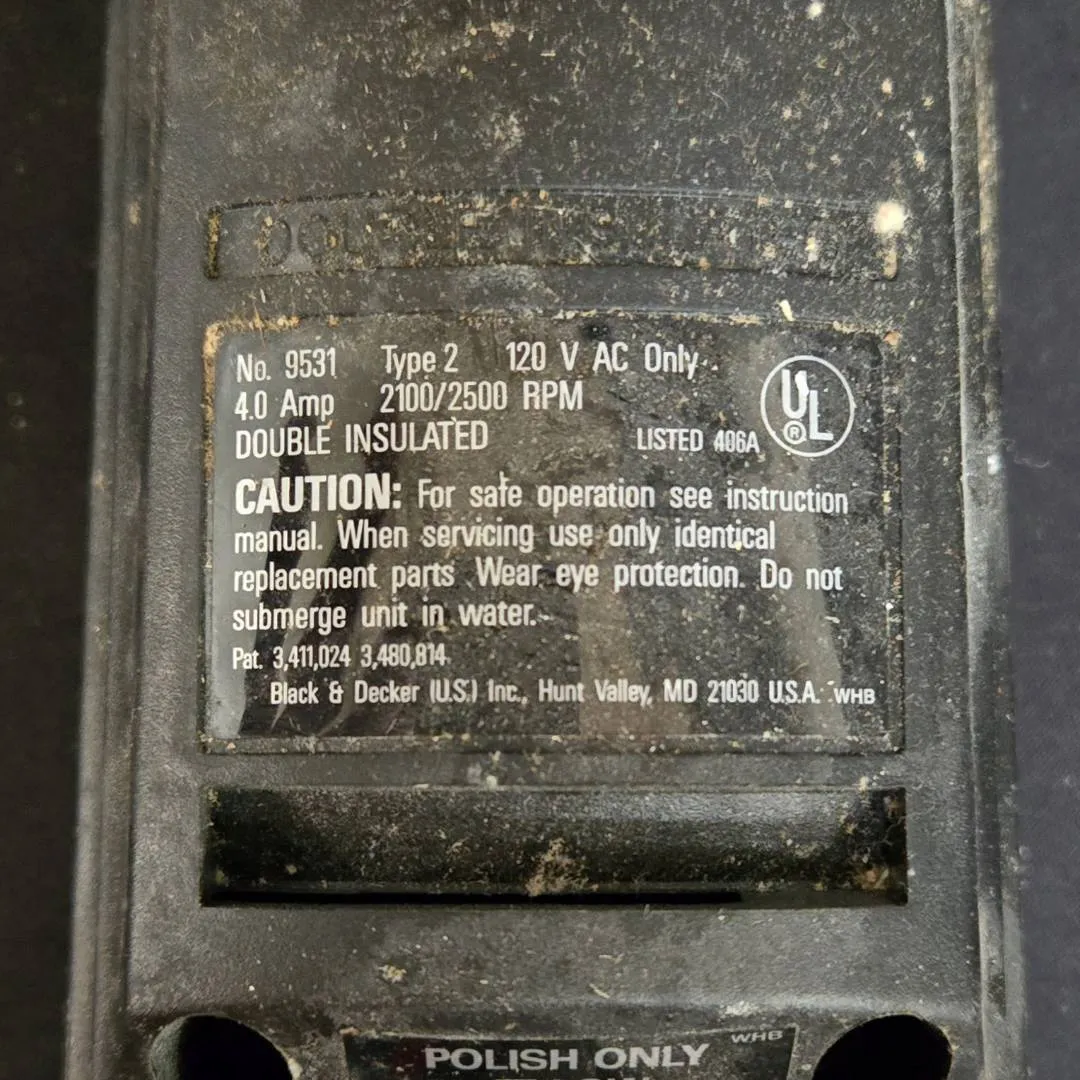 DOUBLE INSULATED
No. 9531 Type 2 120 V AC Only
4.0 Amp 2100/2500 RPM
DOUBLE INSULATED LISTED 406A UL ®
CAUTION: For safe operation see instruction
manual. When servicing use only identical
replacement parts. Wear eye protection. Do not
submerge unit in water.
Pat. 3,411,024 3,480,814
Black & Decker (U.S.) Inc., Hunt Valley, MD 21030 U.S.A. WHB
WHB
POLISH ONLY